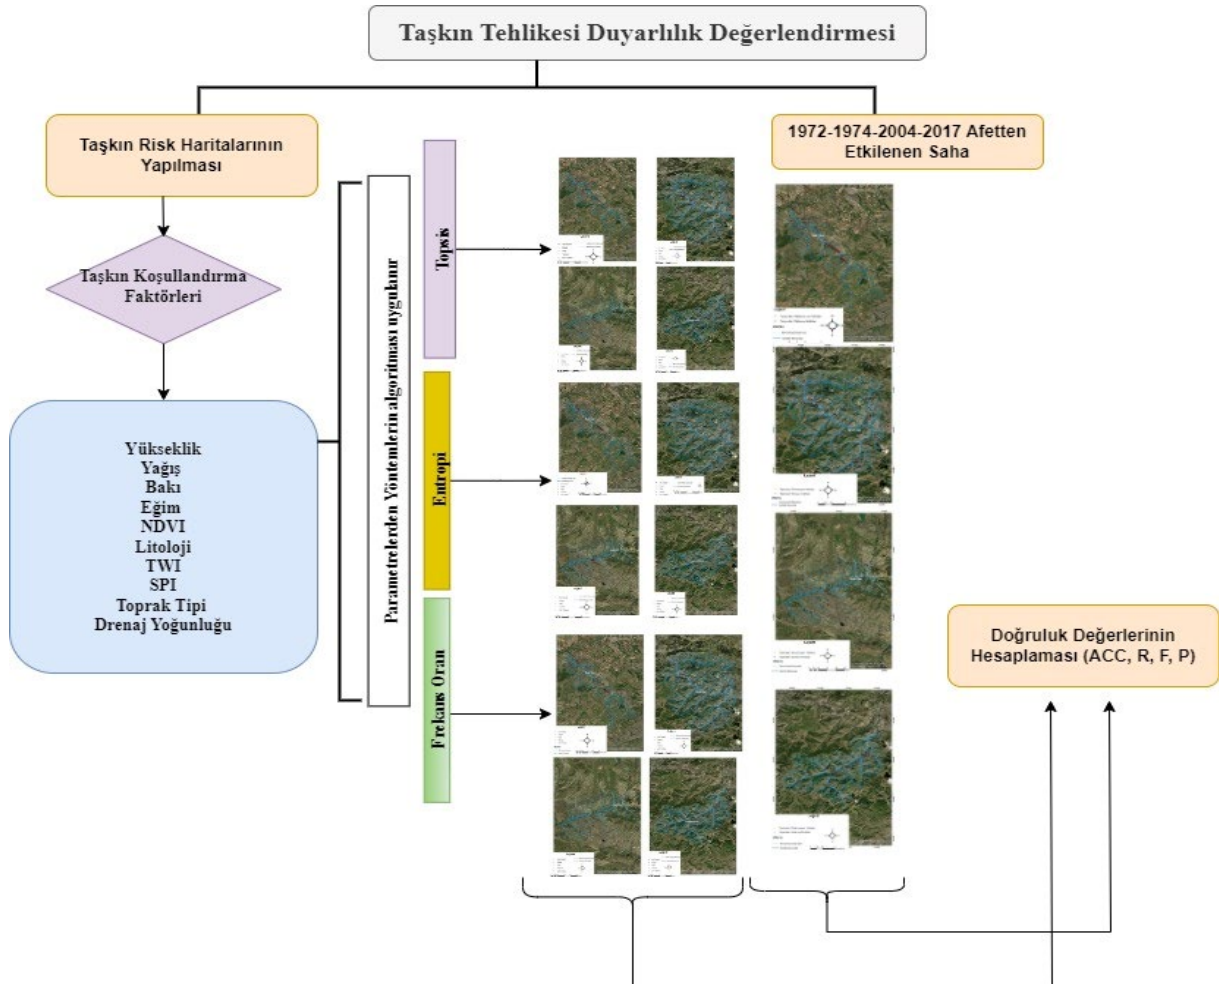 Taşkın Tehlikesi Duyarlılık Değerlendirmesi
Taşkın Risk Haritalarının
Yapılması
1972-1974-2004-2017 Afetten
Etkilenen Saha
Taşkın Koşullandırma
Faktörleri
Yükseklik
Yağış
Bakı
Eğim
NDVI
Litoloji
TWI
SPI
Toprak Tipi
Drenaj Yoğunluğu
Parametrelerden Yöntemlerin algoritması uygulanır
Topsis
Entropi
Frekans Oran
Doğruluk Değerlerinin
Hesaplaması (ACC, R, F, P)